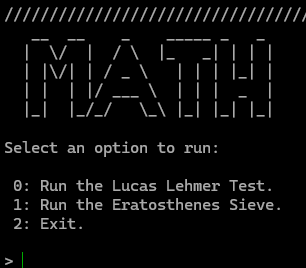 //////////////////////////////////
MATH
Select an option to run:
0: Run the Lucas Lehmer Test.
1: Run the Eratosthenes Sieve.
2: Exit.
>